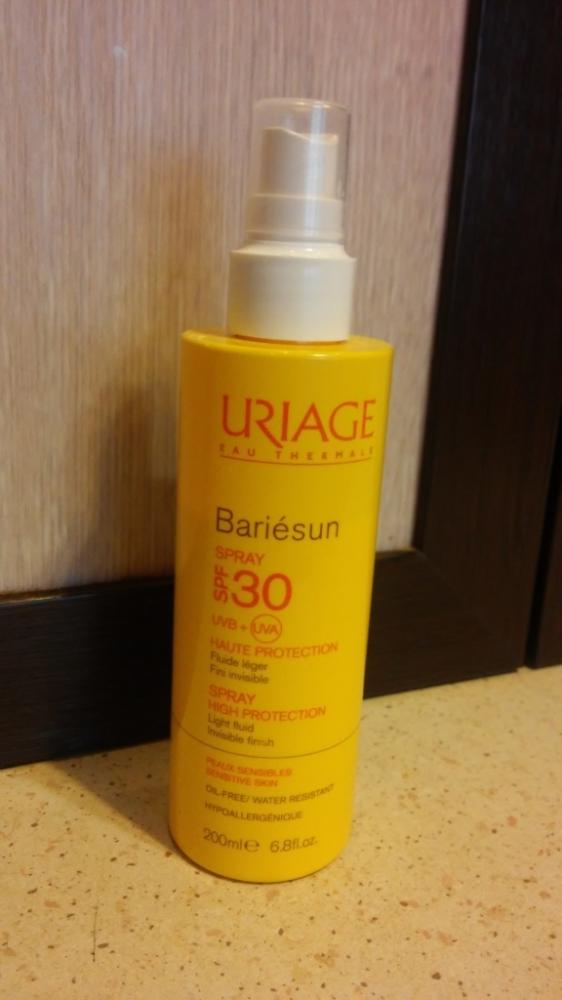 URIAGE
EAU THERMALE
Bariésun
SPRAY
SPF 30
UVB + UVA
HAUTE PROTECTION
Fluide léger
Fini invisible
SPRAY
HIGH PROTECTION
Light fluid
Invisible finish
PEAUX SENSIBLES
SENSITIVE SKIN
OIL-FREE/ WATER RESISTANT
HYPOALLERGÉNIQUE
200ml℮ 6.8fl.oz.